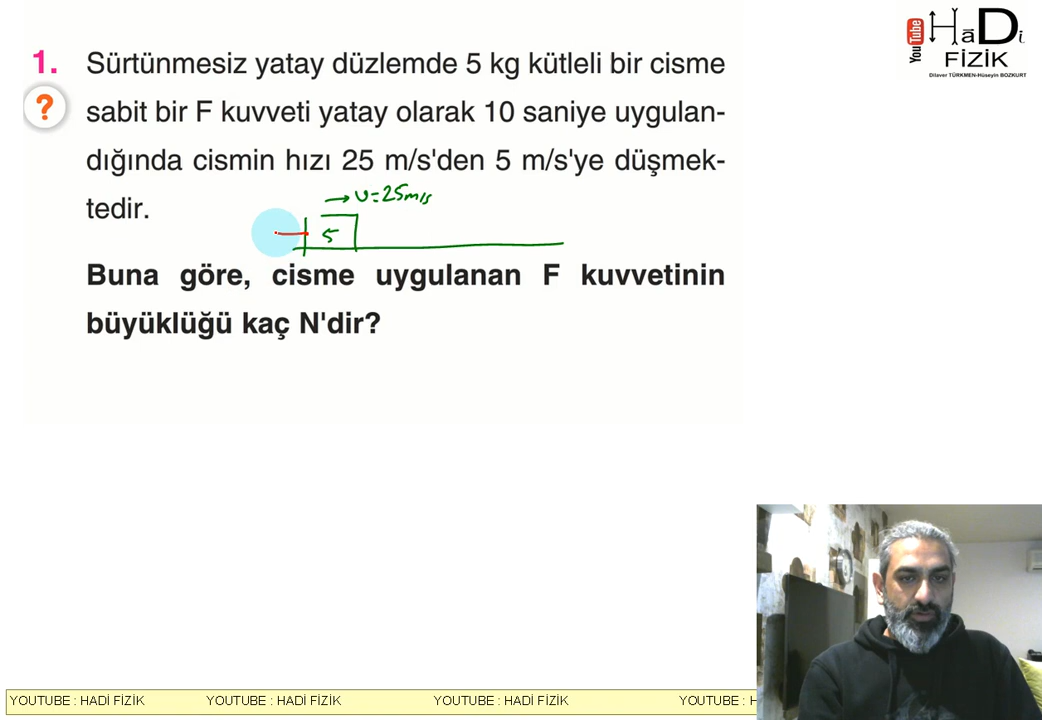 1. Sürtünmesiz yatay düzlemde 5 kg kütleli bir cisme
? sabit bir F kuvveti yatay olarak 10 saniye uygulan-
dığında cismin hızı 25 m/s'den 5 m/s'ye düşmek-
tedir.
→ v=25m/s
5
Buna göre, cisme uygulanan F kuvvetinin
büyüklüğü kaç N'dir?
YouTube HāDi
FİZİK
Dilaver TÜRKMEN-Hüseyin BOZKURT
YOUTUBE : HADİ FİZİK YOUTUBE : HADİ FİZİK YOUTUBE : HADİ FİZİK YOUTUBE : H